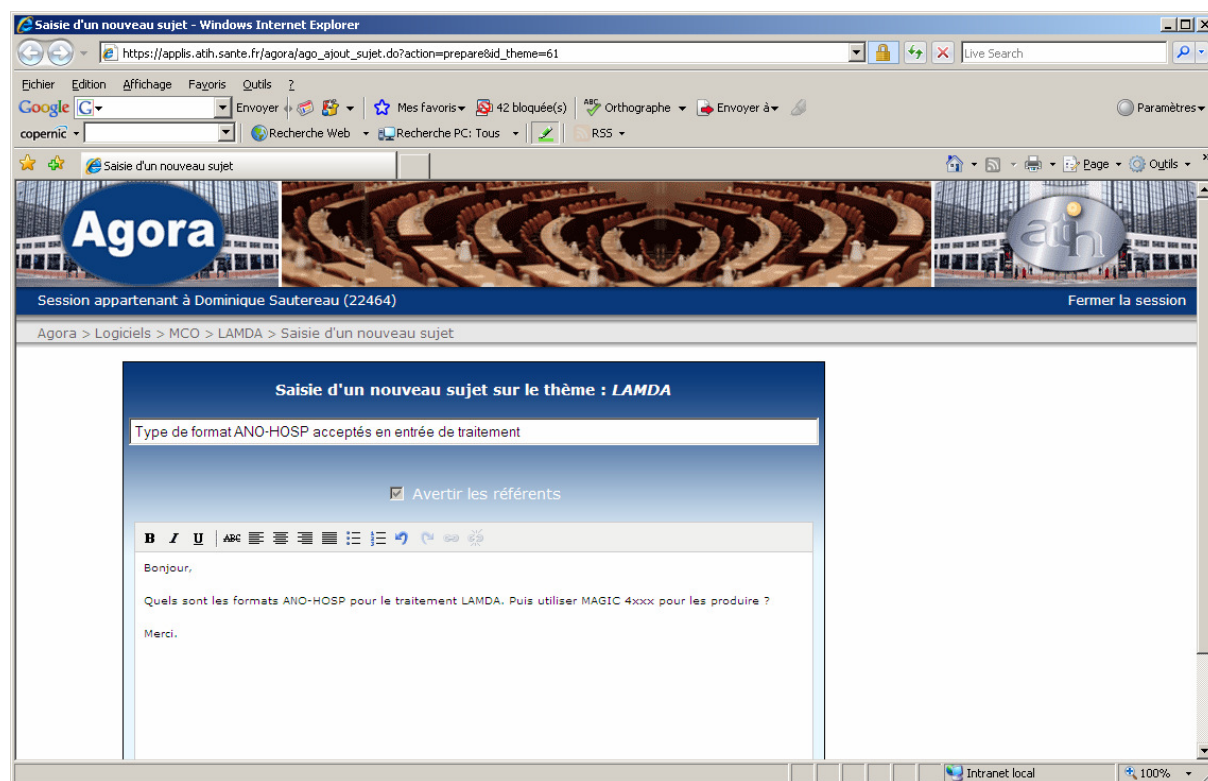 Saisie d'un nouveau sujet - Windows Internet Explorer
https://applis.atih.sante.fr/agora/ago_ajout_sujet.do?action=prepare&id_theme=61
Live Search
Eichier Edition Affichage Favoris Outils ?
Google G Envoyer Mes favoris 42 bloquée(s) ABC Orthographe Envoyer à Paramètres
copernic Recherche Web Recherche PC: Tous RSS
Saisie d'un nouveau sujet Page Outils »
Agora atih
Session appartenant à Dominique Sautereau (22464) Fermer la session
Agora > Logiciels > MCO > LAMDA > Saisie d'un nouveau sujet
Saisie d'un nouveau sujet sur le thème : LAMDA
Type de format ANO-HOSP acceptés en entrée de traitement
Avertir les référents
B I U ABC
Bonjour,
Quels sont les formats ANO-HOSP pour le traitement LAMDA. Puis utiliser MAGIC 4xxx pour les produire ?
Merci.
Intranet local 100%